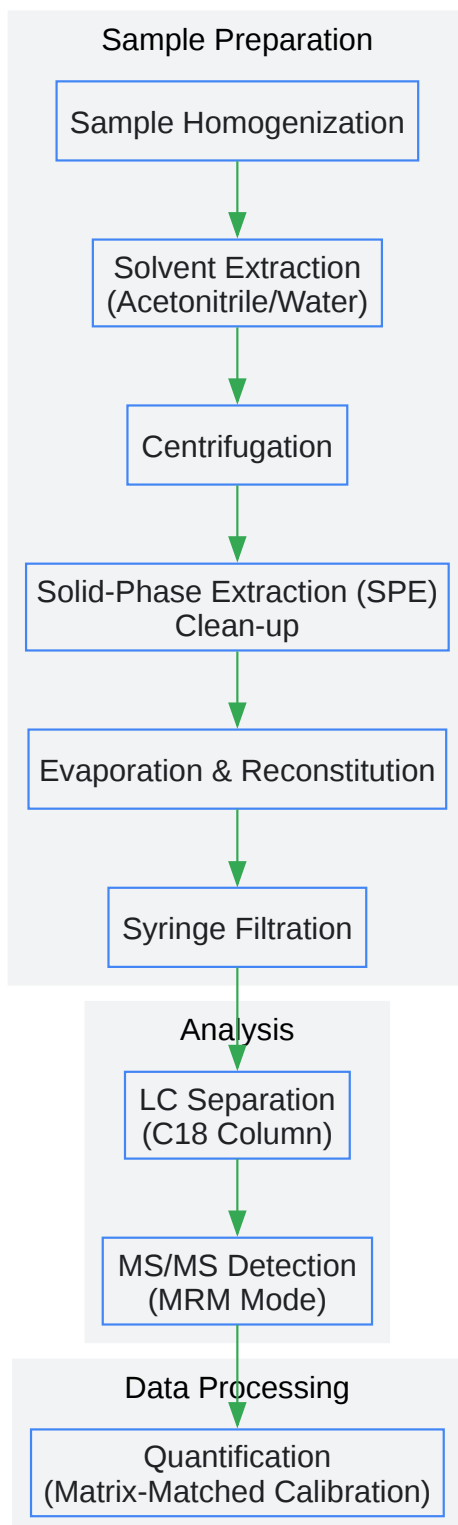 Sample Preparation
Sample Homogenization
Solvent Extraction
(Acetonitrile/Water)
Centrifugation
Solid-Phase Extraction (SPE)
Clean-up
Evaporation & Reconstitution
Syringe Filtration
Analysis
LC Separation
(C18 Column)
MS/MS Detection
(MRM Mode)
Data Processing
Quantification
(Matrix-Matched Calibration)